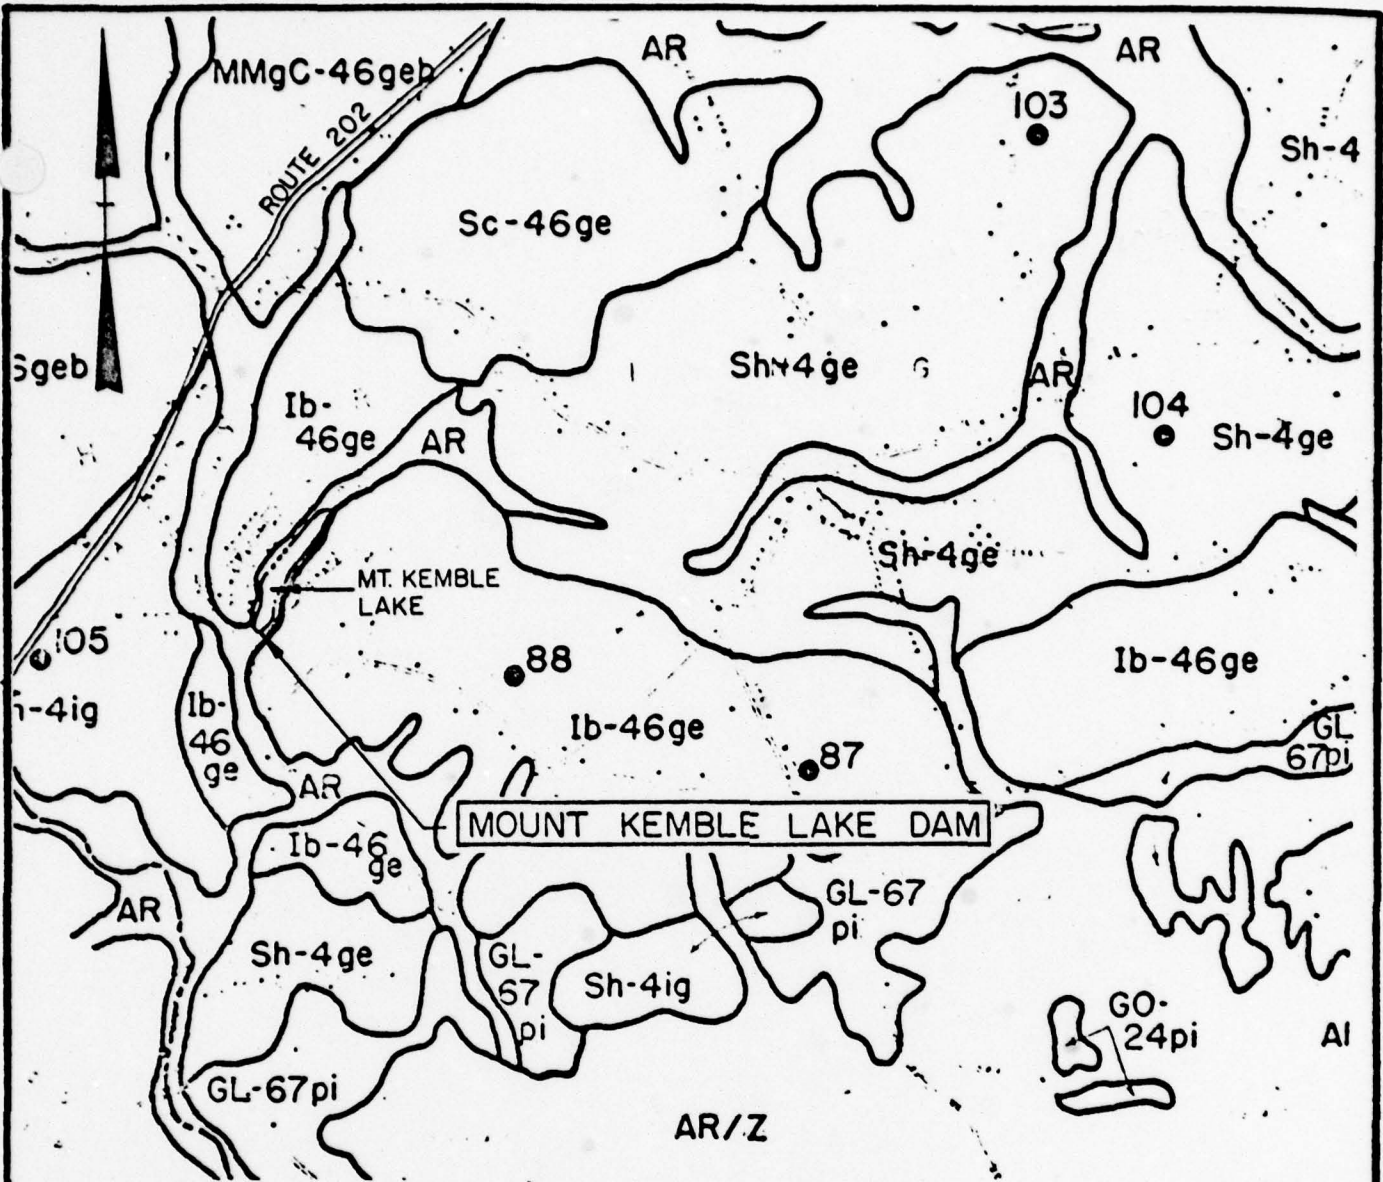 AR
AR
MMgC-46geb
103
ROUTE 202
Sh-4
Sc-46ge
Sh-4ge
geb
AR
104
Ib-
46ge
AR
Sh-4ge
Sh-4ge
MT. KEMBLE
LAKE
105
88
Ib-46ge
-4ig
Ib-
46
ge
Ib-46ge
GL
67pi
87
AR
MOUNT KEMBLE LAKE DAM
Ib-46
ge
GL-67
pi
AR
Sh-4ge
GL-
67
pi
Sh-4ig
GO-
24pi
GL-67pi
AR/Z